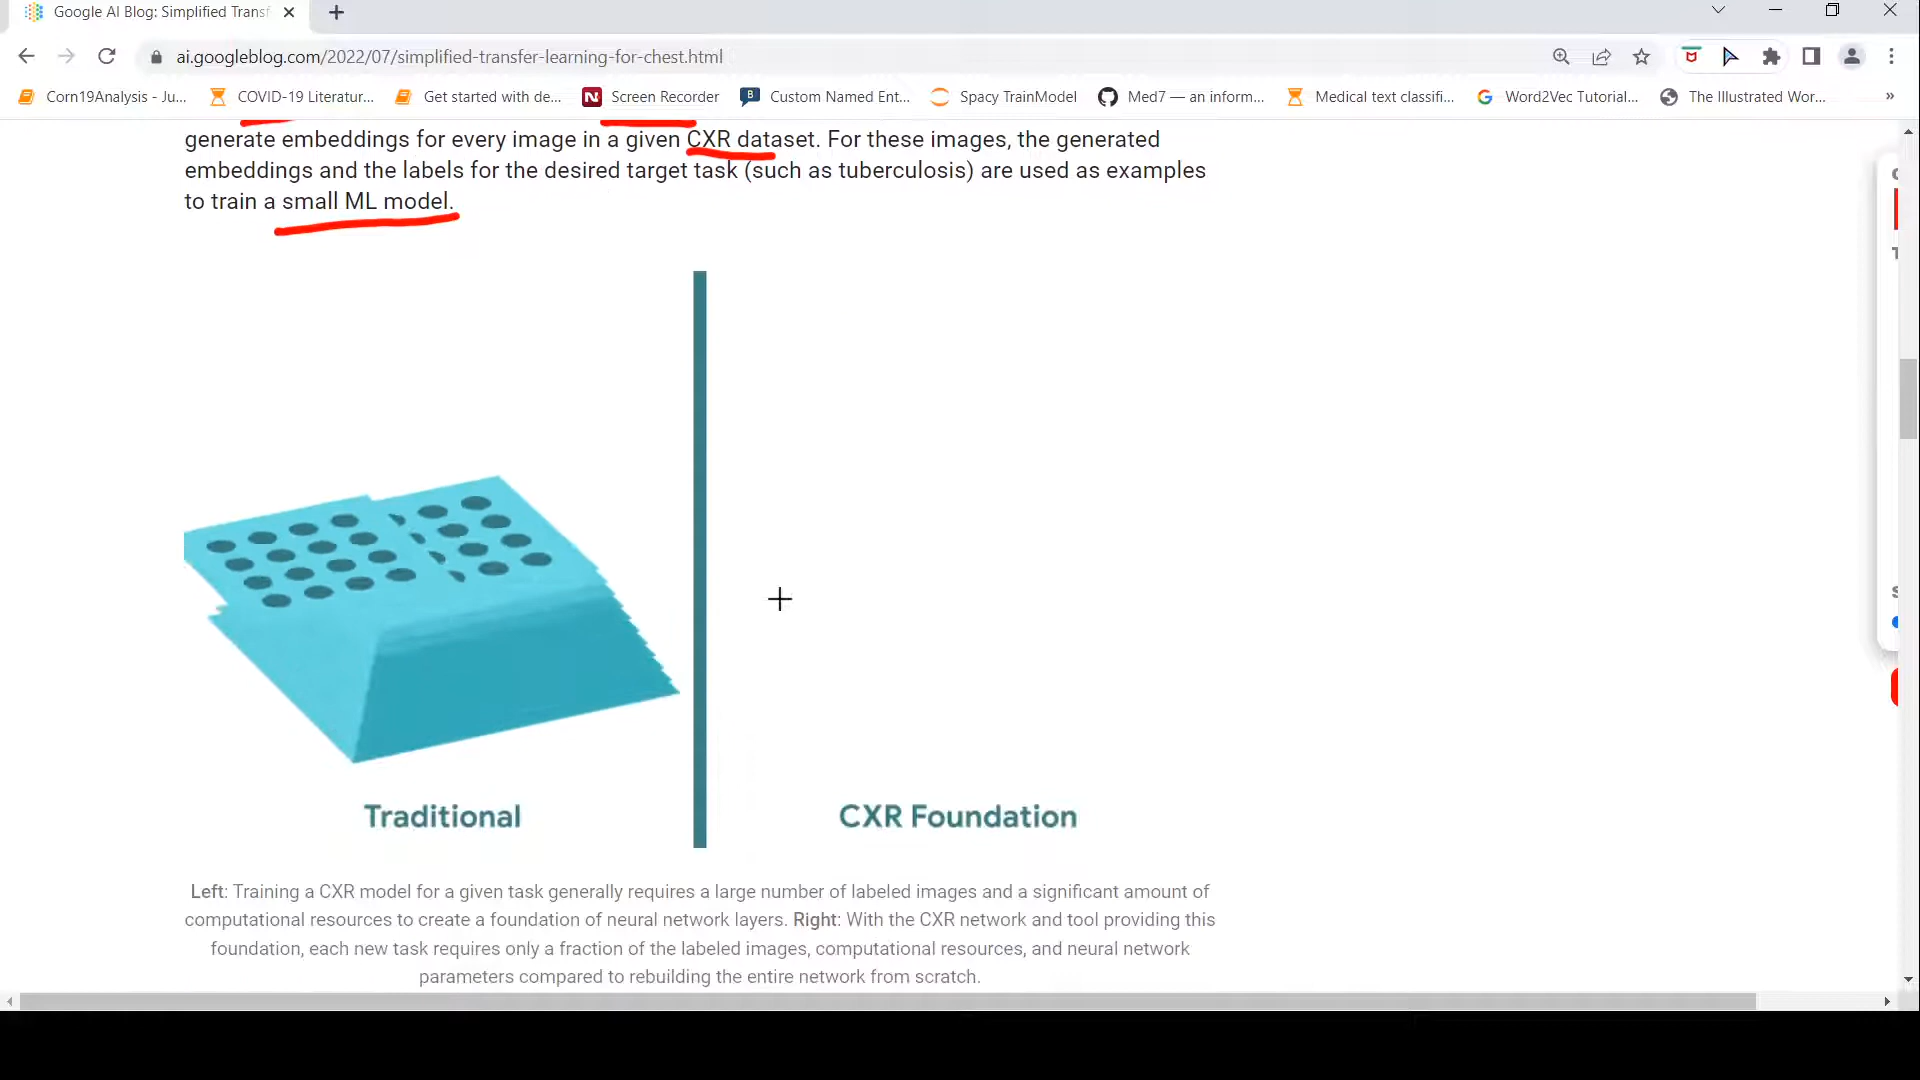 Google AI Blog: Simplified Transf
ai.googleblog.com/2022/07/simplified-transfer-learning-for-chest.html
Corn19Analysis - Ju...
COVID-19 Literatur...
Get started with de...
Screen Recorder
Custom Named Ent...
Spacy TrainModel
Med7 — an inform...
Medical text classifi...
Word2Vec Tutorial...
The Illustrated Wor...
»
generate embeddings for every image in a given CXR dataset. For these images, the generated
embeddings and the labels for the desired target task (such as tuberculosis) are used as examples
to train a small ML model.
Traditional
CXR Foundation
Left: Training a CXR model for a given task generally requires a large number of labeled images and a significant amount of
computational resources to create a foundation of neural network layers. Right: With the CXR network and tool providing this
foundation, each new task requires only a fraction of the labeled images, computational resources, and neural network
parameters compared to rebuilding the entire network from scratch.